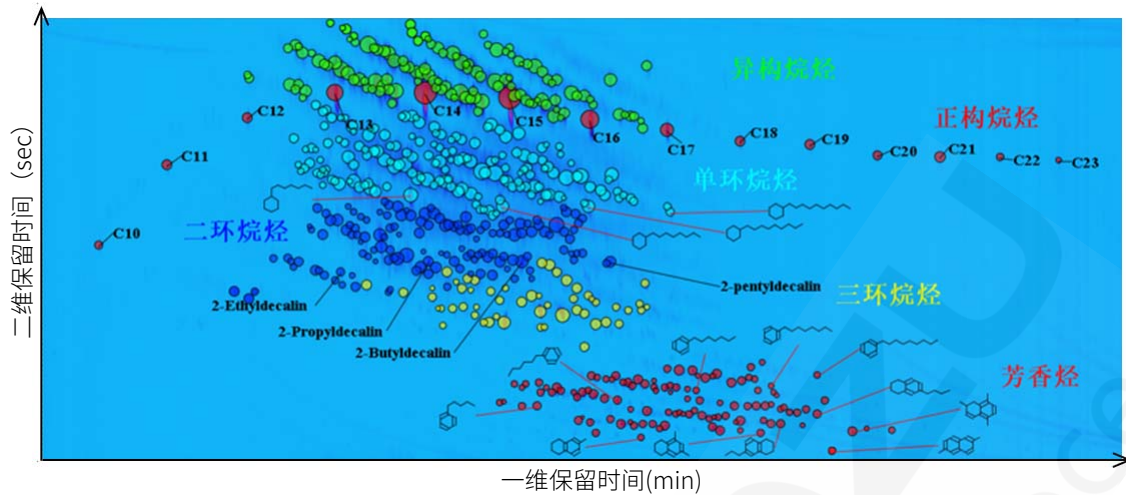 异构烷烃
C12
C13
C14
C15
C16
C17
C18
C19
C20
C21
C22
C23
正构烷烃
C11
单环烷烃
C10
二环烷烃
2-Ethyldecalin
2-Propyldecalin
2-Butyldecalin
2-pentyldecalin
三环烷烃
芳香烃
二维保留时间（sec)
一维保留时间(min)